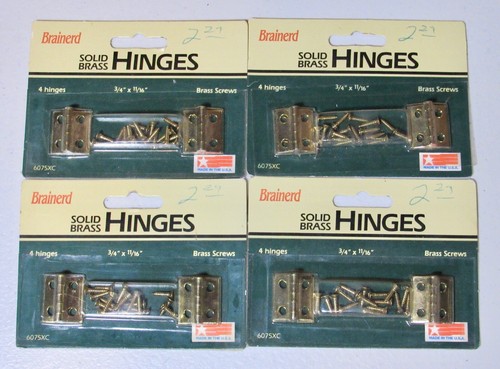 Brainerd
2.29
SOLID
BRASS HINGES
4 hinges 3/4" x 11/16" Brass Screws
6075XC
MADE IN THE U.S.A.
Brainerd
2.29
SOLID
BRASS HINGES
4 hinges 3/4" x 11/16" Brass Screws
6075XC
MADE IN THE U.S.A.
Brainerd
2.29
SOLID
BRASS HINGES
4 hinges 3/4" x 11/16" Brass Screws
6075XC
MADE IN THE U.S.A.
Brainerd
2.29
SOLID
BRASS HINGES
4 hinges 3/4" x 11/16" Brass Screws
6075XC
MADE IN THE U.S.A.